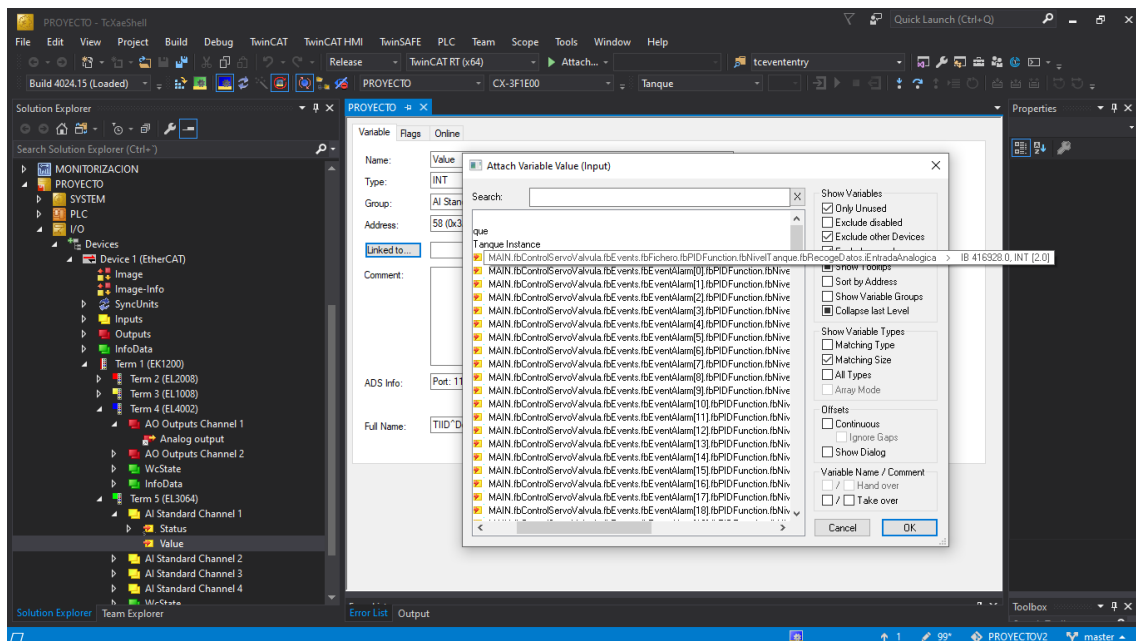 PROYECTO - TcXaeShell
Quick Launch (Ctrl+Q)
File Edit View Project Build Debug TwinCAT TwinCAT HMI TwinSAFE PLC Team Scope Tools Window Help
Release TwinCAT RT (x64) Attach... tcevententry
Build 4024.15 (Loaded) PROYECTO CX-3F1E00 Tanque
Solution Explorer
Search Solution Explorer (Ctrl+´)
MONITORIZACION
PROYECTO
SYSTEM
PLC
I/O
Devices
Device 1 (EtherCAT)
Image
Image-Info
SyncUnits
Inputs
Outputs
InfoData
Term 1 (EK1200)
Term 2 (EL2008)
Term 3 (EL1008)
Term 4 (EL4002)
AO Outputs Channel 1
Analog output
AO Outputs Channel 2
WcState
InfoData
Term 5 (EL3064)
AI Standard Channel 1
Status
Value
AI Standard Channel 2
AI Standard Channel 3
AI Standard Channel 4
WcState
Solution Explorer Team Explorer
PROYECTO
Variable Flags Online
Name: Value
Type: INT
Group: AI Stan
Address: 58 (0x3
Linked to...
Comment:
ADS Info: Port: 11
Full Name: TIID^D
Attach Variable Value (Input)
Search:
que
Tanque Instance
MAIN.fbControlServoValvula.fbEvents.fbFichero.fbPIDFunction.fbNivelTanque.fbRecogeDatos.iEntradaAnalogica > IB 416928.0, INT [2.0]
MAIN.fbControlServoValvula.fbEvents.fbEventAlarm[0].fbPIDFunction.fbNive
MAIN.fbControlServoValvula.fbEvents.fbEventAlarm[1].fbPIDFunction.fbNive
MAIN.fbControlServoValvula.fbEvents.fbEventAlarm[2].fbPIDFunction.fbNive
MAIN.fbControlServoValvula.fbEvents.fbEventAlarm[3].fbPIDFunction.fbNive
MAIN.fbControlServoValvula.fbEvents.fbEventAlarm[4].fbPIDFunction.fbNive
MAIN.fbControlServoValvula.fbEvents.fbEventAlarm[5].fbPIDFunction.fbNive
MAIN.fbControlServoValvula.fbEvents.fbEventAlarm[6].fbPIDFunction.fbNive
MAIN.fbControlServoValvula.fbEvents.fbEventAlarm[7].fbPIDFunction.fbNive
MAIN.fbControlServoValvula.fbEvents.fbEventAlarm[8].fbPIDFunction.fbNive
MAIN.fbControlServoValvula.fbEvents.fbEventAlarm[9].fbPIDFunction.fbNive
MAIN.fbControlServoValvula.fbEvents.fbEventAlarm[10].fbPIDFunction.fbNiv
MAIN.fbControlServoValvula.fbEvents.fbEventAlarm[11].fbPIDFunction.fbNiv
MAIN.fbControlServoValvula.fbEvents.fbEventAlarm[12].fbPIDFunction.fbNiv
MAIN.fbControlServoValvula.fbEvents.fbEventAlarm[13].fbPIDFunction.fbNiv
MAIN.fbControlServoValvula.fbEvents.fbEventAlarm[14].fbPIDFunction.fbNiv
MAIN.fbControlServoValvula.fbEvents.fbEventAlarm[15].fbPIDFunction.fbNiv
MAIN.fbControlServoValvula.fbEvents.fbEventAlarm[16].fbPIDFunction.fbNiv
MAIN.fbControlServoValvula.fbEvents.fbEventAlarm[17].fbPIDFunction.fbNiv
MAIN.fbControlServoValvula.fbEvents.fbEventAlarm[18].fbPIDFunction.fbNiv
Show Variables
Only Unused
Exclude disabled
Exclude other Devices
Show Tooltips
Sort by Address
Show Variable Groups
Collapse last Level
Show Variable Types
Matching Type
Matching Size
All Types
Array Mode
Offsets
Continuous
Ignore Gaps
Show Dialog
Variable Name / Comment
/ Hand over
/ Take over
Cancel OK
Error List Output
Properties
Toolbox
1 99* PROYECTOV2 master